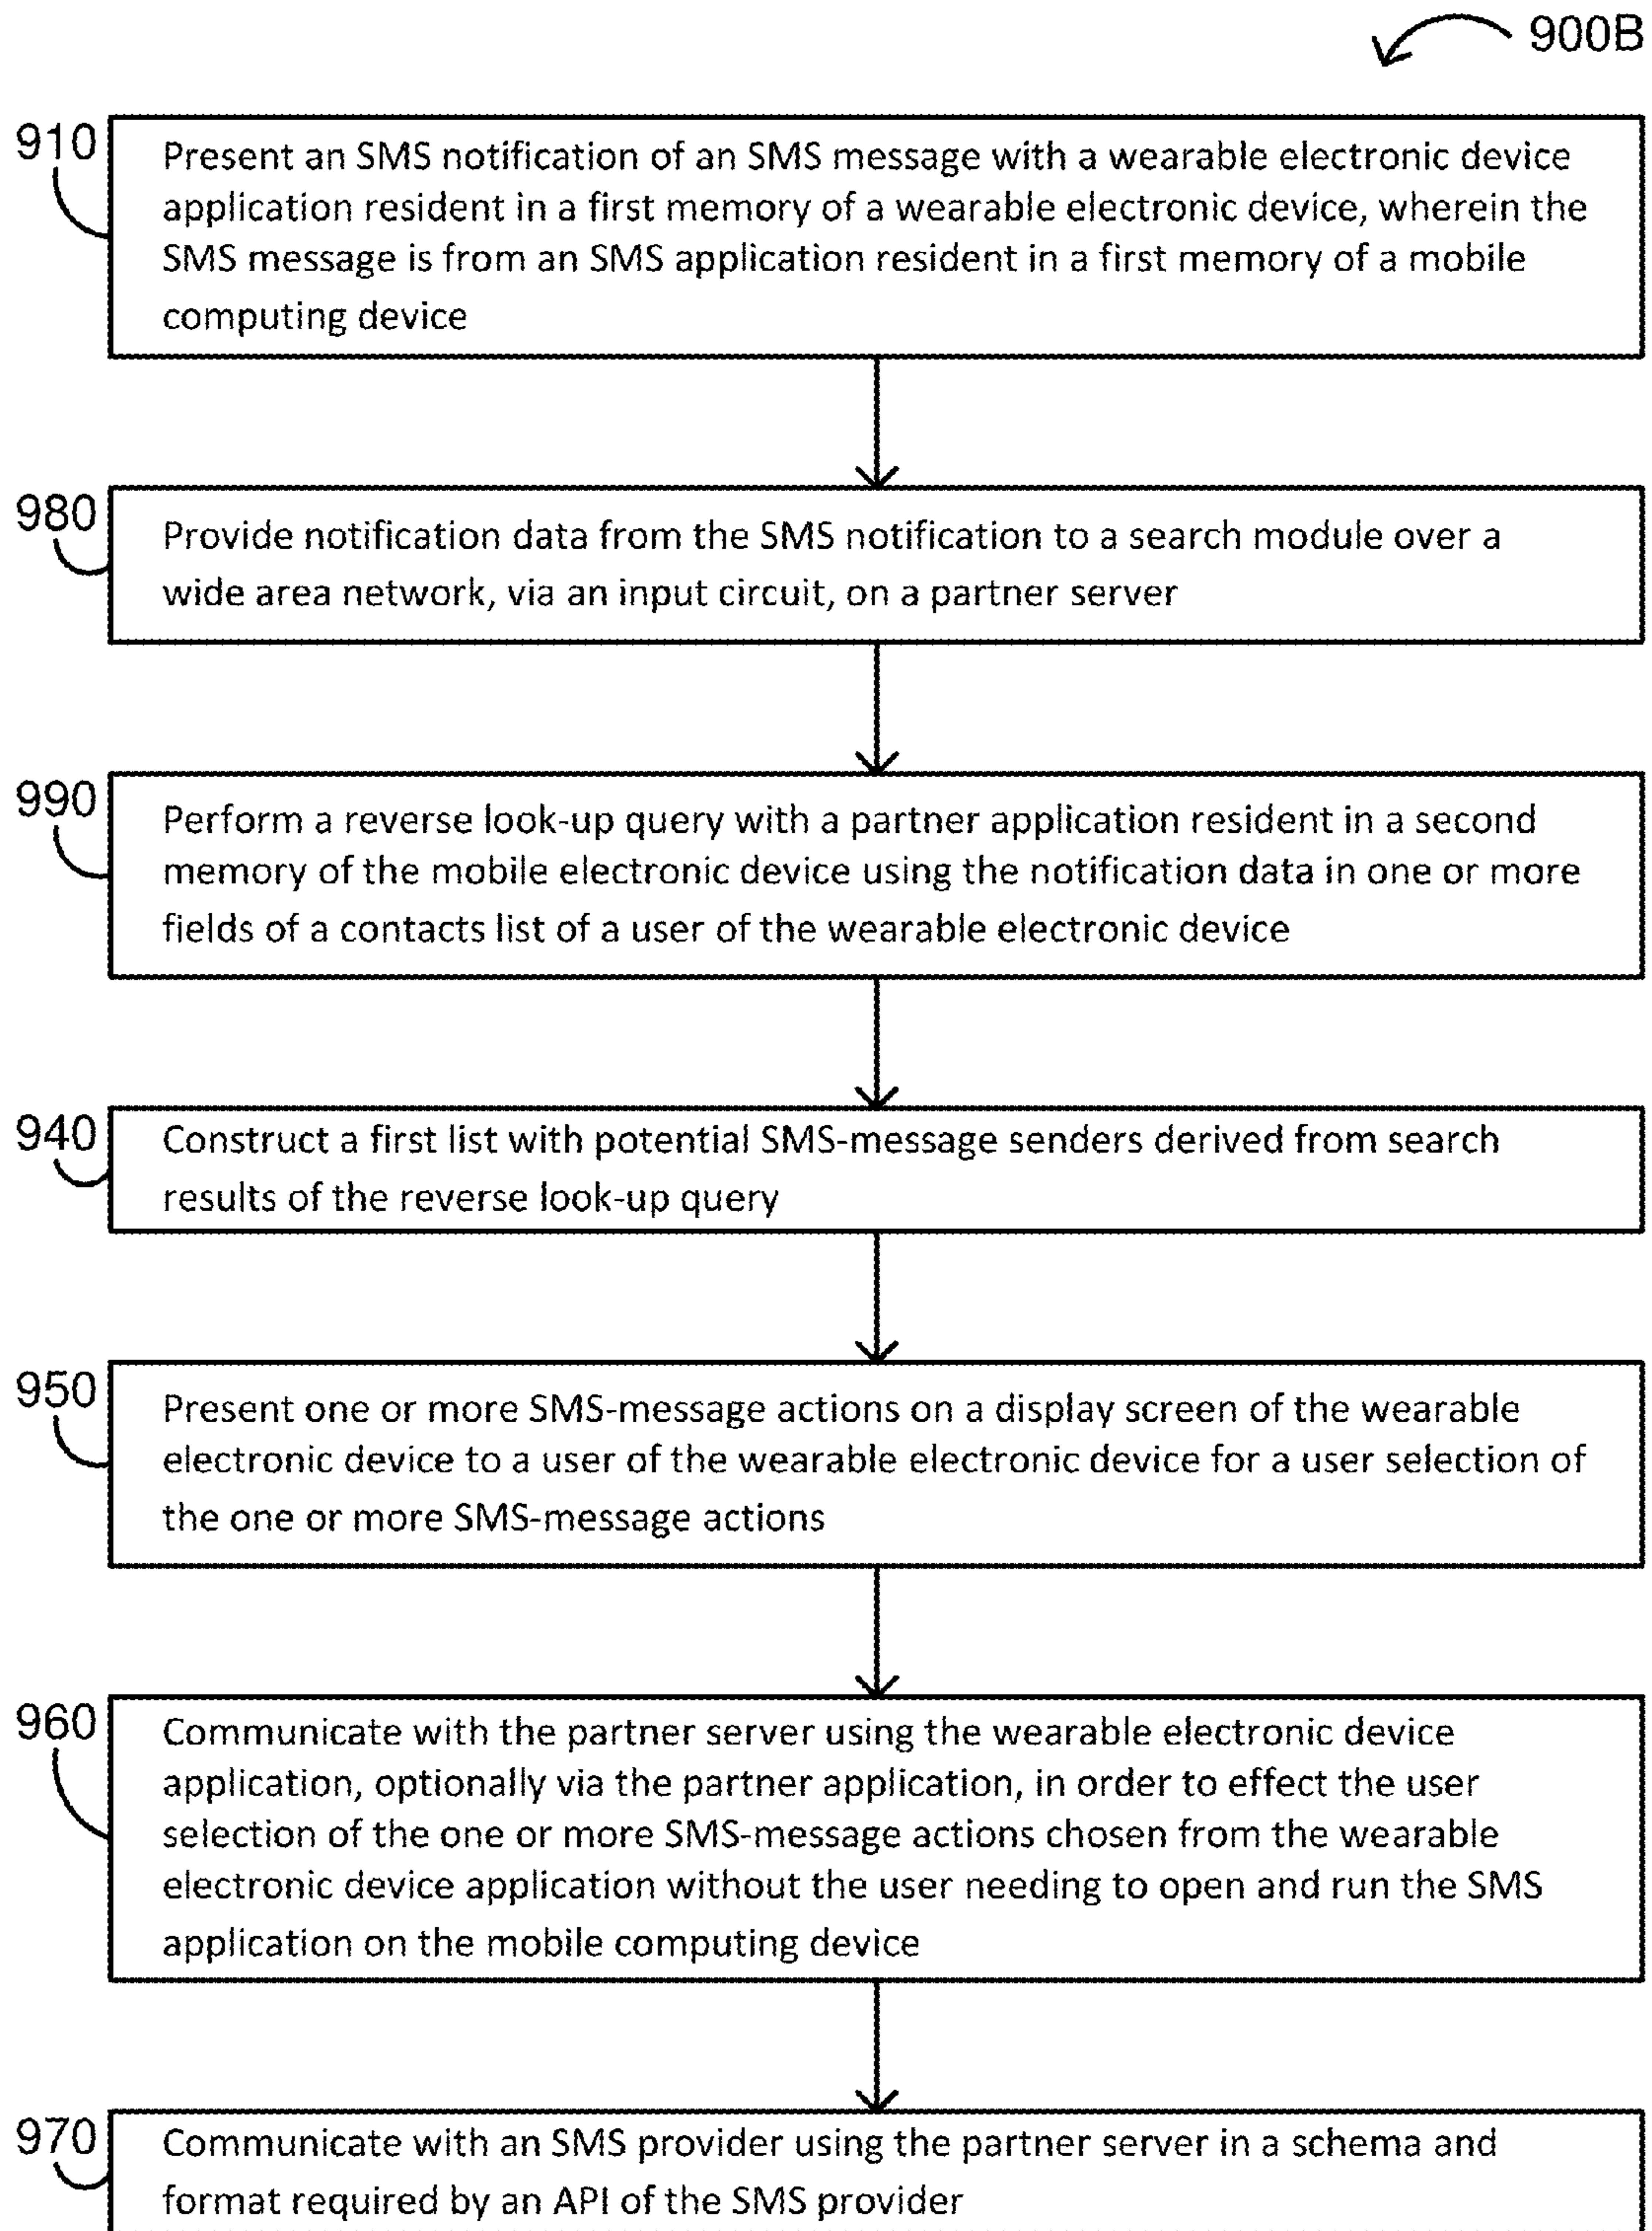 900B
910
Present an SMS notification of an SMS message with a wearable electronic device
application resident in a first memory of a wearable electronic device, wherein the
SMS message is from an SMS application resident in a first memory of a mobile
computing device
980
Provide notification data from the SMS notification to a search module over a
wide area network, via an input circuit, on a partner server
990
Perform a reverse look-up query with a partner application resident in a second
memory of the mobile electronic device using the notification data in one or more
fields of a contacts list of a user of the wearable electronic device
940
Construct a first list with potential SMS-message senders derived from search
results of the reverse look-up query
950
Present one or more SMS-message actions on a display screen of the wearable
electronic device to a user of the wearable electronic device for a user selection of
the one or more SMS-message actions
960
Communicate with the partner server using the wearable electronic device
application, optionally via the partner application, in order to effect the user
selection of the one or more SMS-message actions chosen from the wearable
electronic device application without the user needing to open and run the SMS
application on the mobile computing device
970
Communicate with an SMS provider using the partner server in a schema and
format required by an API of the SMS provider